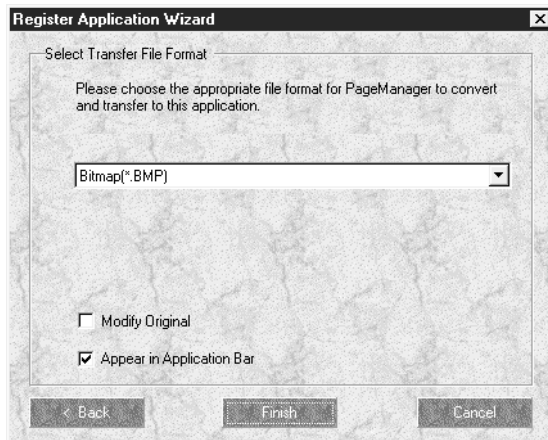 Register Application Wizard
Select Transfer File Format
Please choose the appropriate file format for PageManager to convert
and transfer to this application.
Bitmap(*.BMP)
Modify Original
Appear in Application Bar
< Back
Finish
Cancel